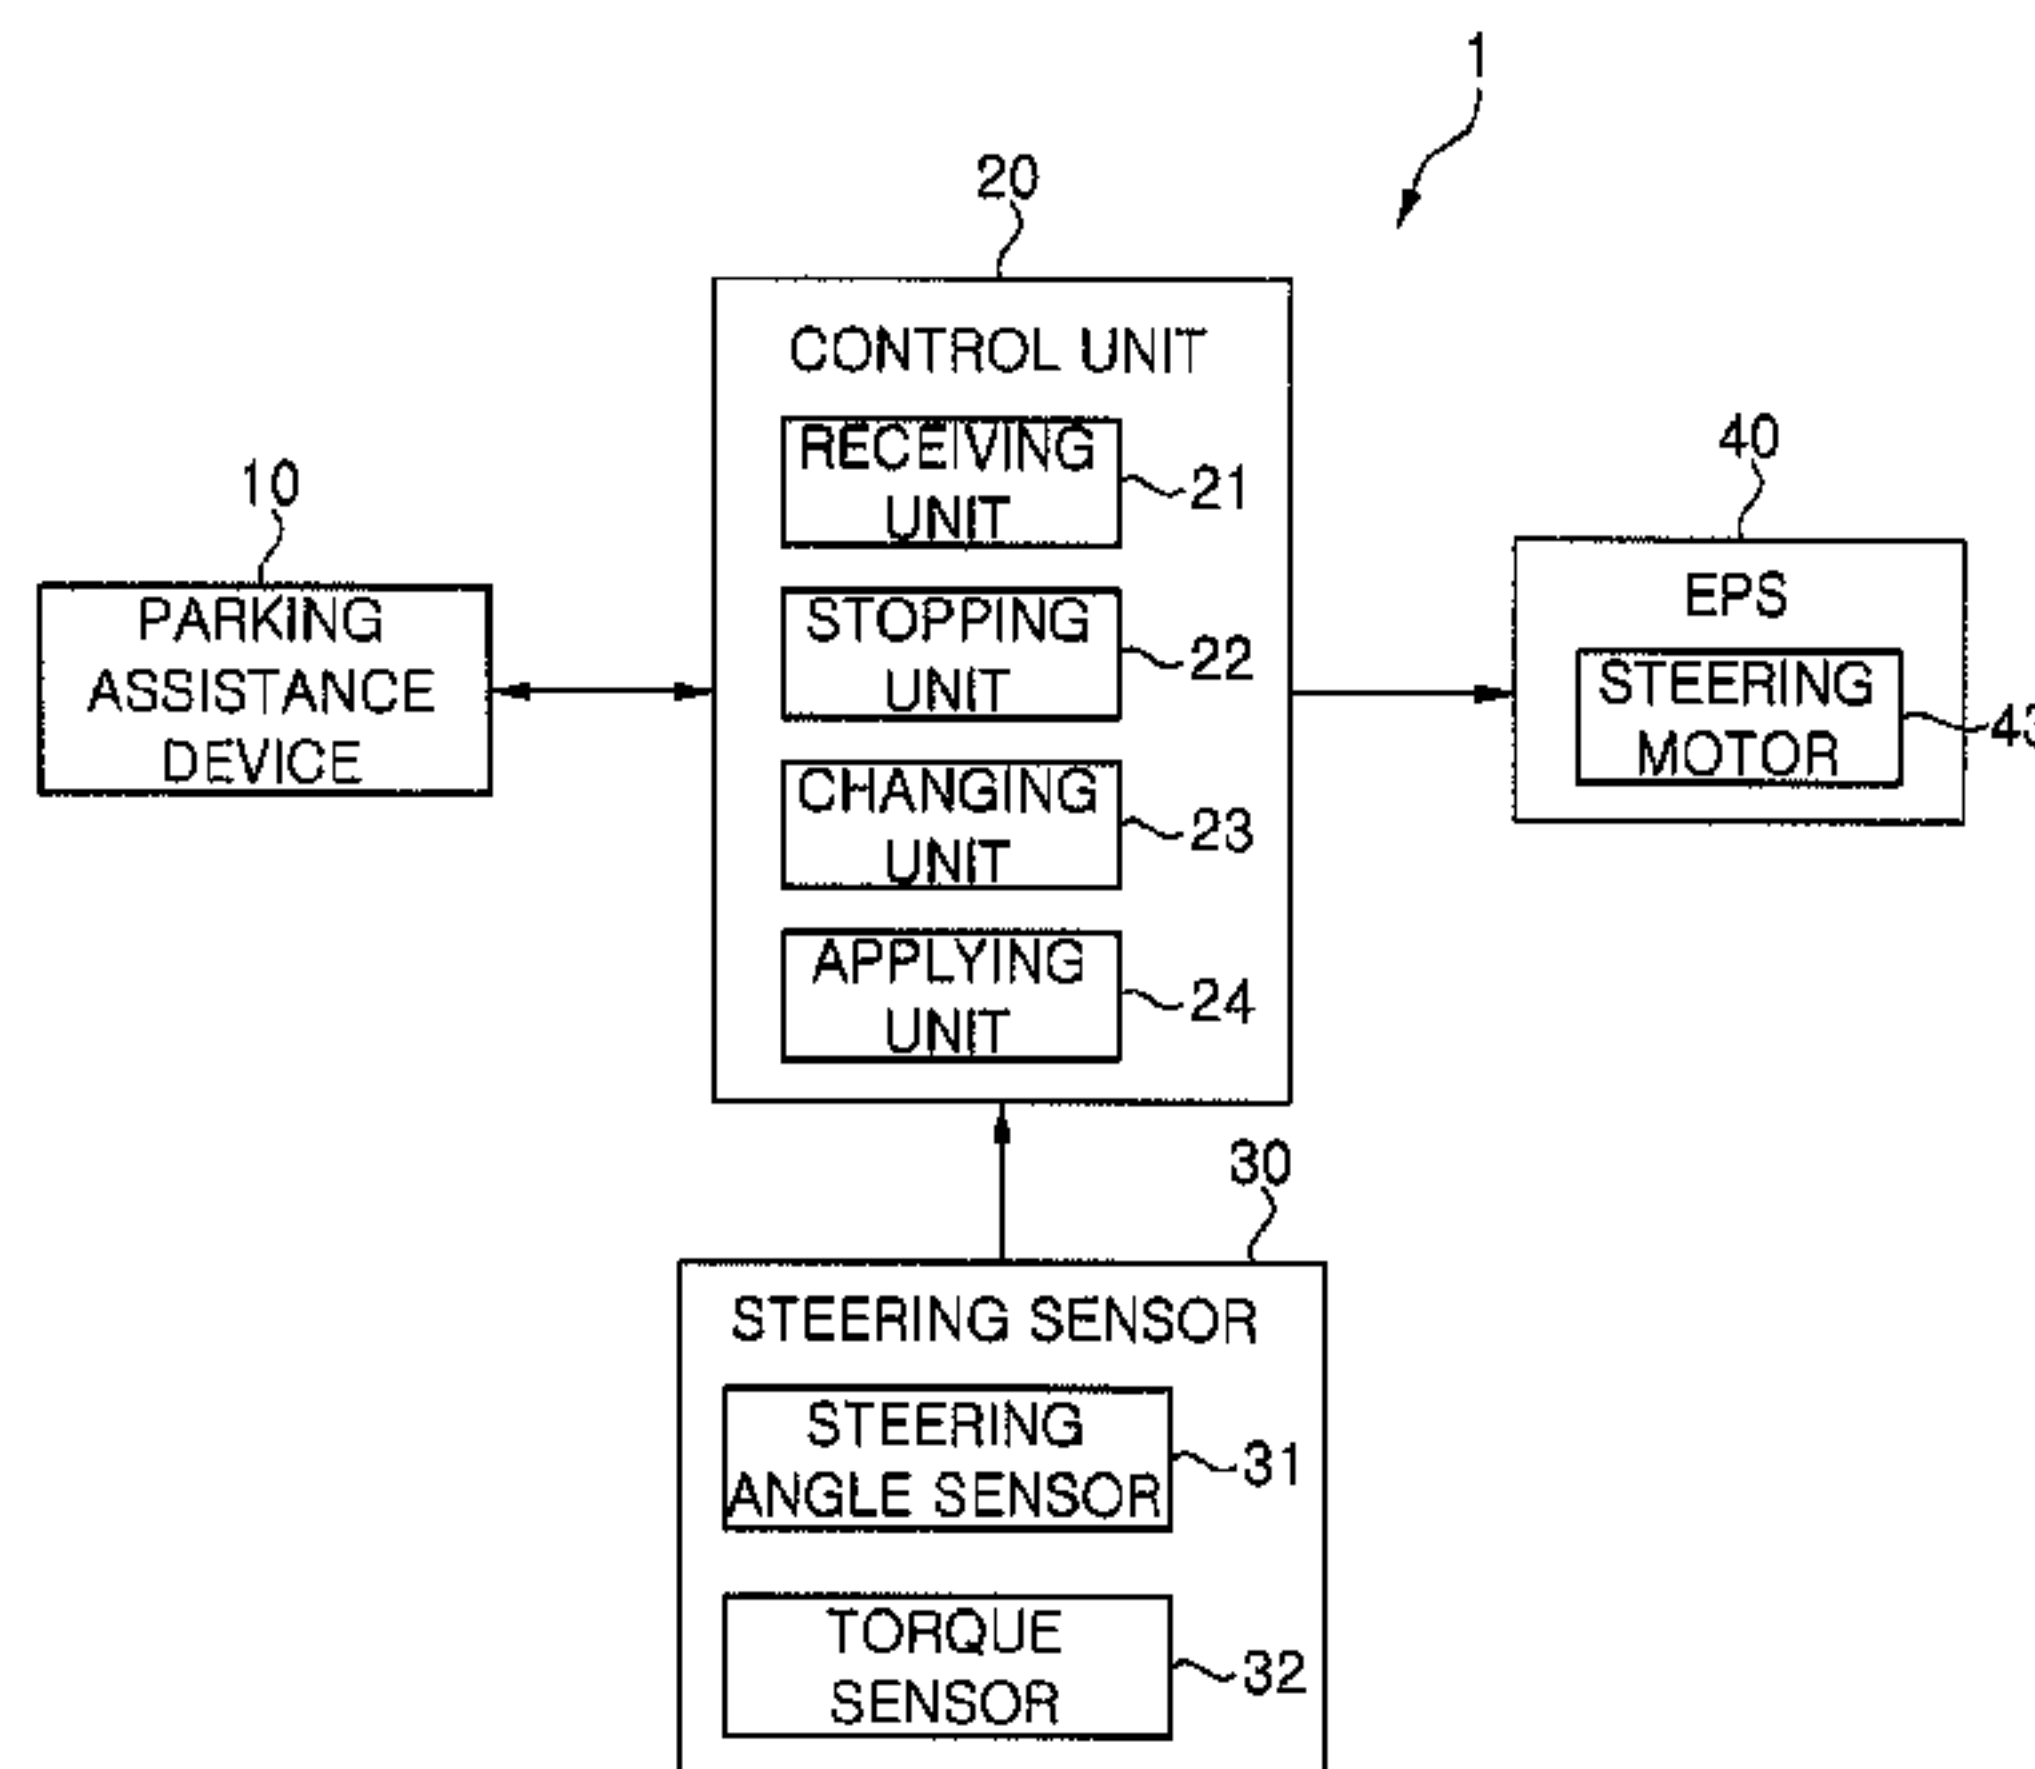 1
20
CONTROL UNIT
RECEIVING
UNIT
21
STOPPING
UNIT
22
CHANGING
UNIT
23
APPLYING
UNIT
24
10
PARKING
ASSISTANCE
DEVICE
40
EPS
STEERING
MOTOR
43
30
STEERING SENSOR
STEERING
ANGLE SENSOR
31
TORQUE
SENSOR
32